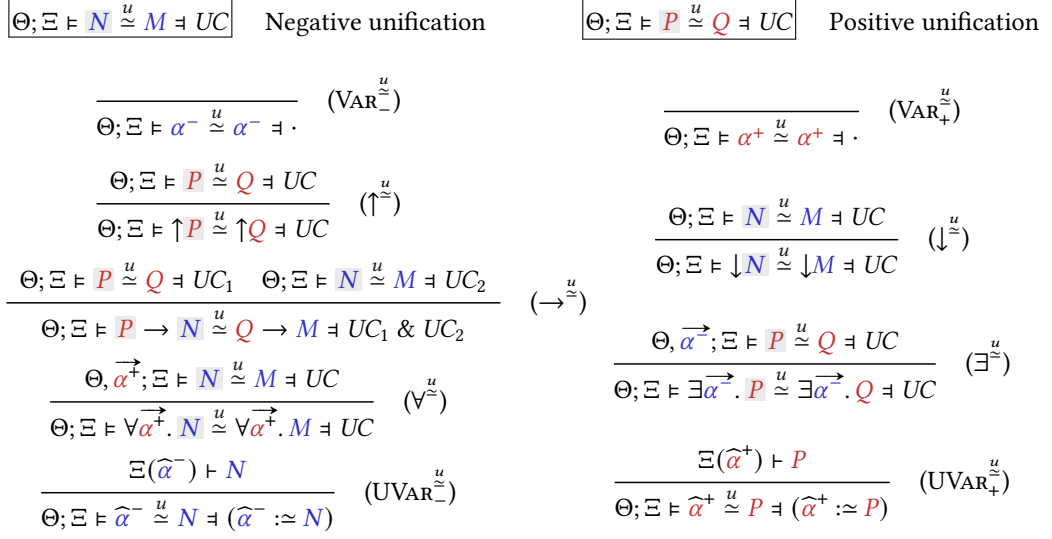 Θ; Ξ ⊨ N ≃ᵘ M ⫤ UC    Negative unification
Θ; Ξ ⊨ P ≃ᵘ Q ⫤ UC    Positive unification
Θ; Ξ ⊨ α⁻ ≃ᵘ α⁻ ⫤ ·    (Var₋≃ᵘ)
Θ; Ξ ⊨ α⁺ ≃ᵘ α⁺ ⫤ ·    (Var₊≃ᵘ)
Θ; Ξ ⊨ P ≃ᵘ Q ⫤ UC
Θ; Ξ ⊨ ↑P ≃ᵘ ↑Q ⫤ UC    (↑≃ᵘ)
Θ; Ξ ⊨ N ≃ᵘ M ⫤ UC
Θ; Ξ ⊨ ↓N ≃ᵘ ↓M ⫤ UC    (↓≃ᵘ)
Θ; Ξ ⊨ P ≃ᵘ Q ⫤ UC₁    Θ; Ξ ⊨ N ≃ᵘ M ⫤ UC₂
Θ; Ξ ⊨ P → N ≃ᵘ Q → M ⫤ UC₁ & UC₂    (→≃ᵘ)
Θ, α⁺⃗; Ξ ⊨ N ≃ᵘ M ⫤ UC
Θ; Ξ ⊨ ∀α⁺⃗. N ≃ᵘ ∀α⁺⃗. M ⫤ UC    (∀≃ᵘ)
Θ, α⁻⃗; Ξ ⊨ P ≃ᵘ Q ⫤ UC
Θ; Ξ ⊨ ∃α⁻⃗. P ≃ᵘ ∃α⁻⃗. Q ⫤ UC    (∃≃ᵘ)
Ξ(α̂⁻) ⊢ N
Θ; Ξ ⊨ α̂⁻ ≃ᵘ N ⫤ (α̂⁻ :≃ N)    (UVar₋≃ᵘ)
Ξ(α̂⁺) ⊢ P
Θ; Ξ ⊨ α̂⁺ ≃ᵘ P ⫤ (α̂⁺ :≃ P)    (UVar₊≃ᵘ)